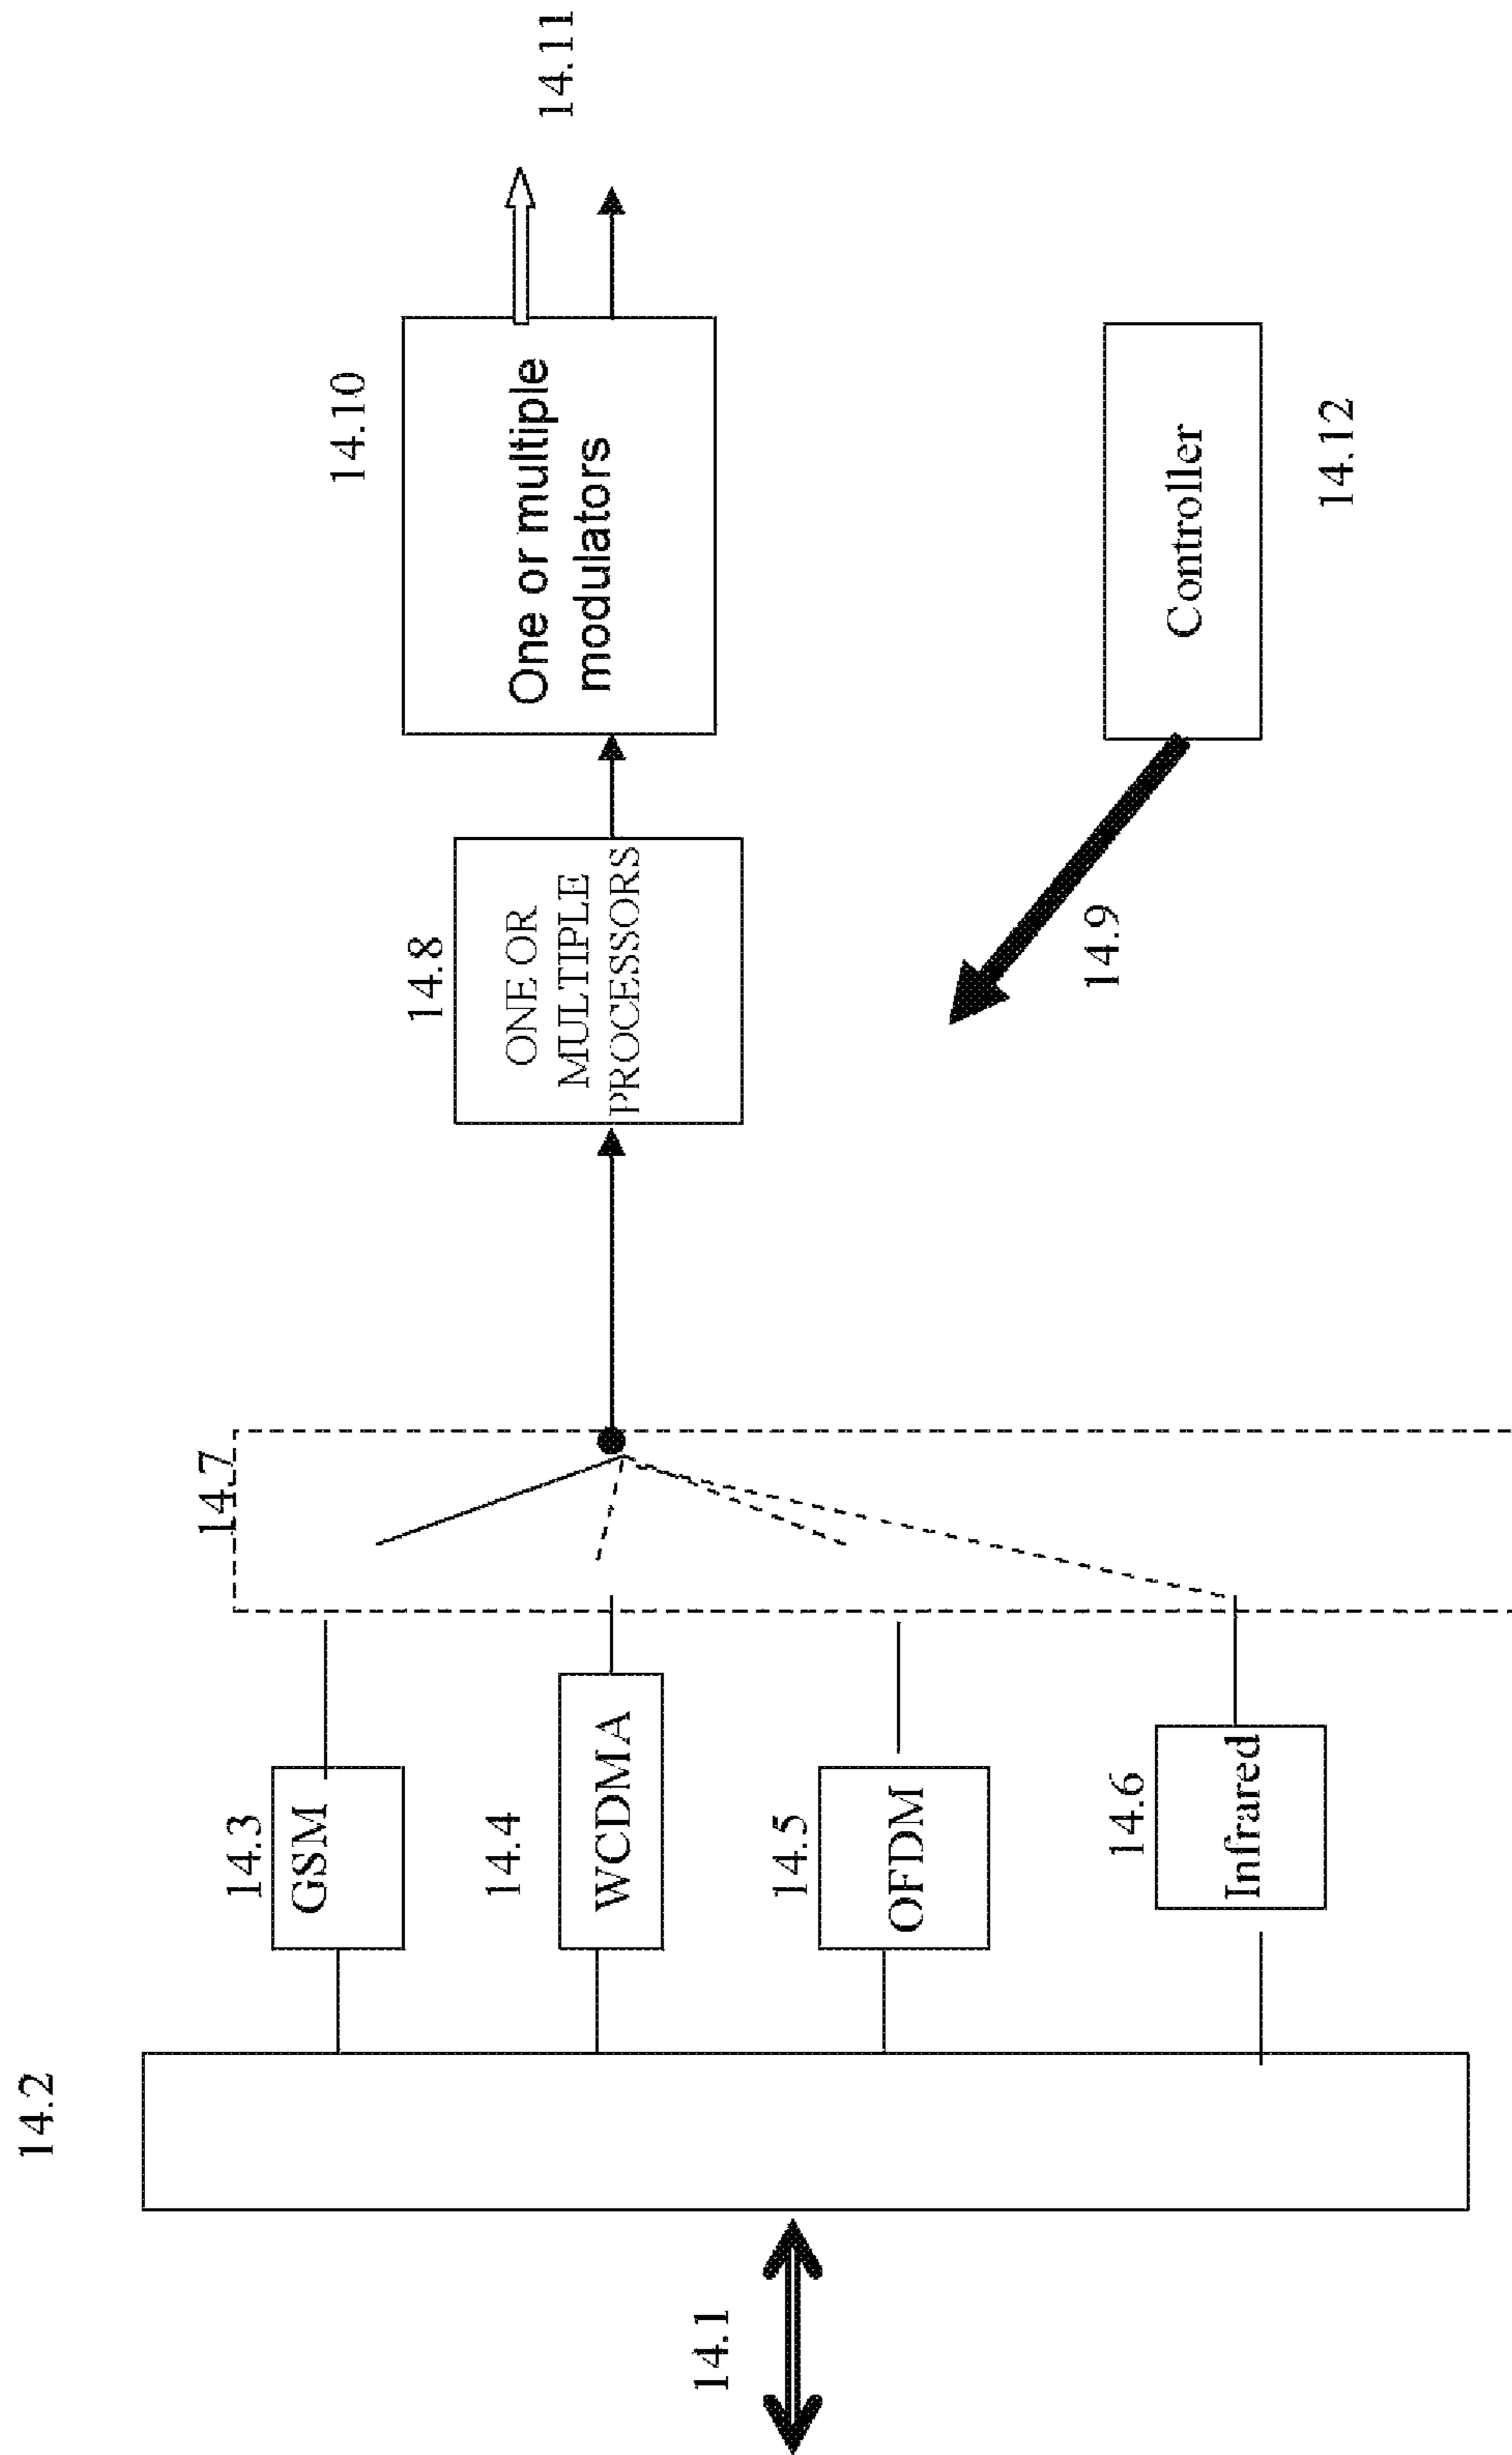 14.2
14.1
14.3
GSM
14.4
WCDMA
14.5
OFDM
14.6
Infrared
14.7
14.8
ONE OR
MULTIPLE
PROCESSORS
14.9
14.10
One or multiple
modulators
14.11
Controller
14.12